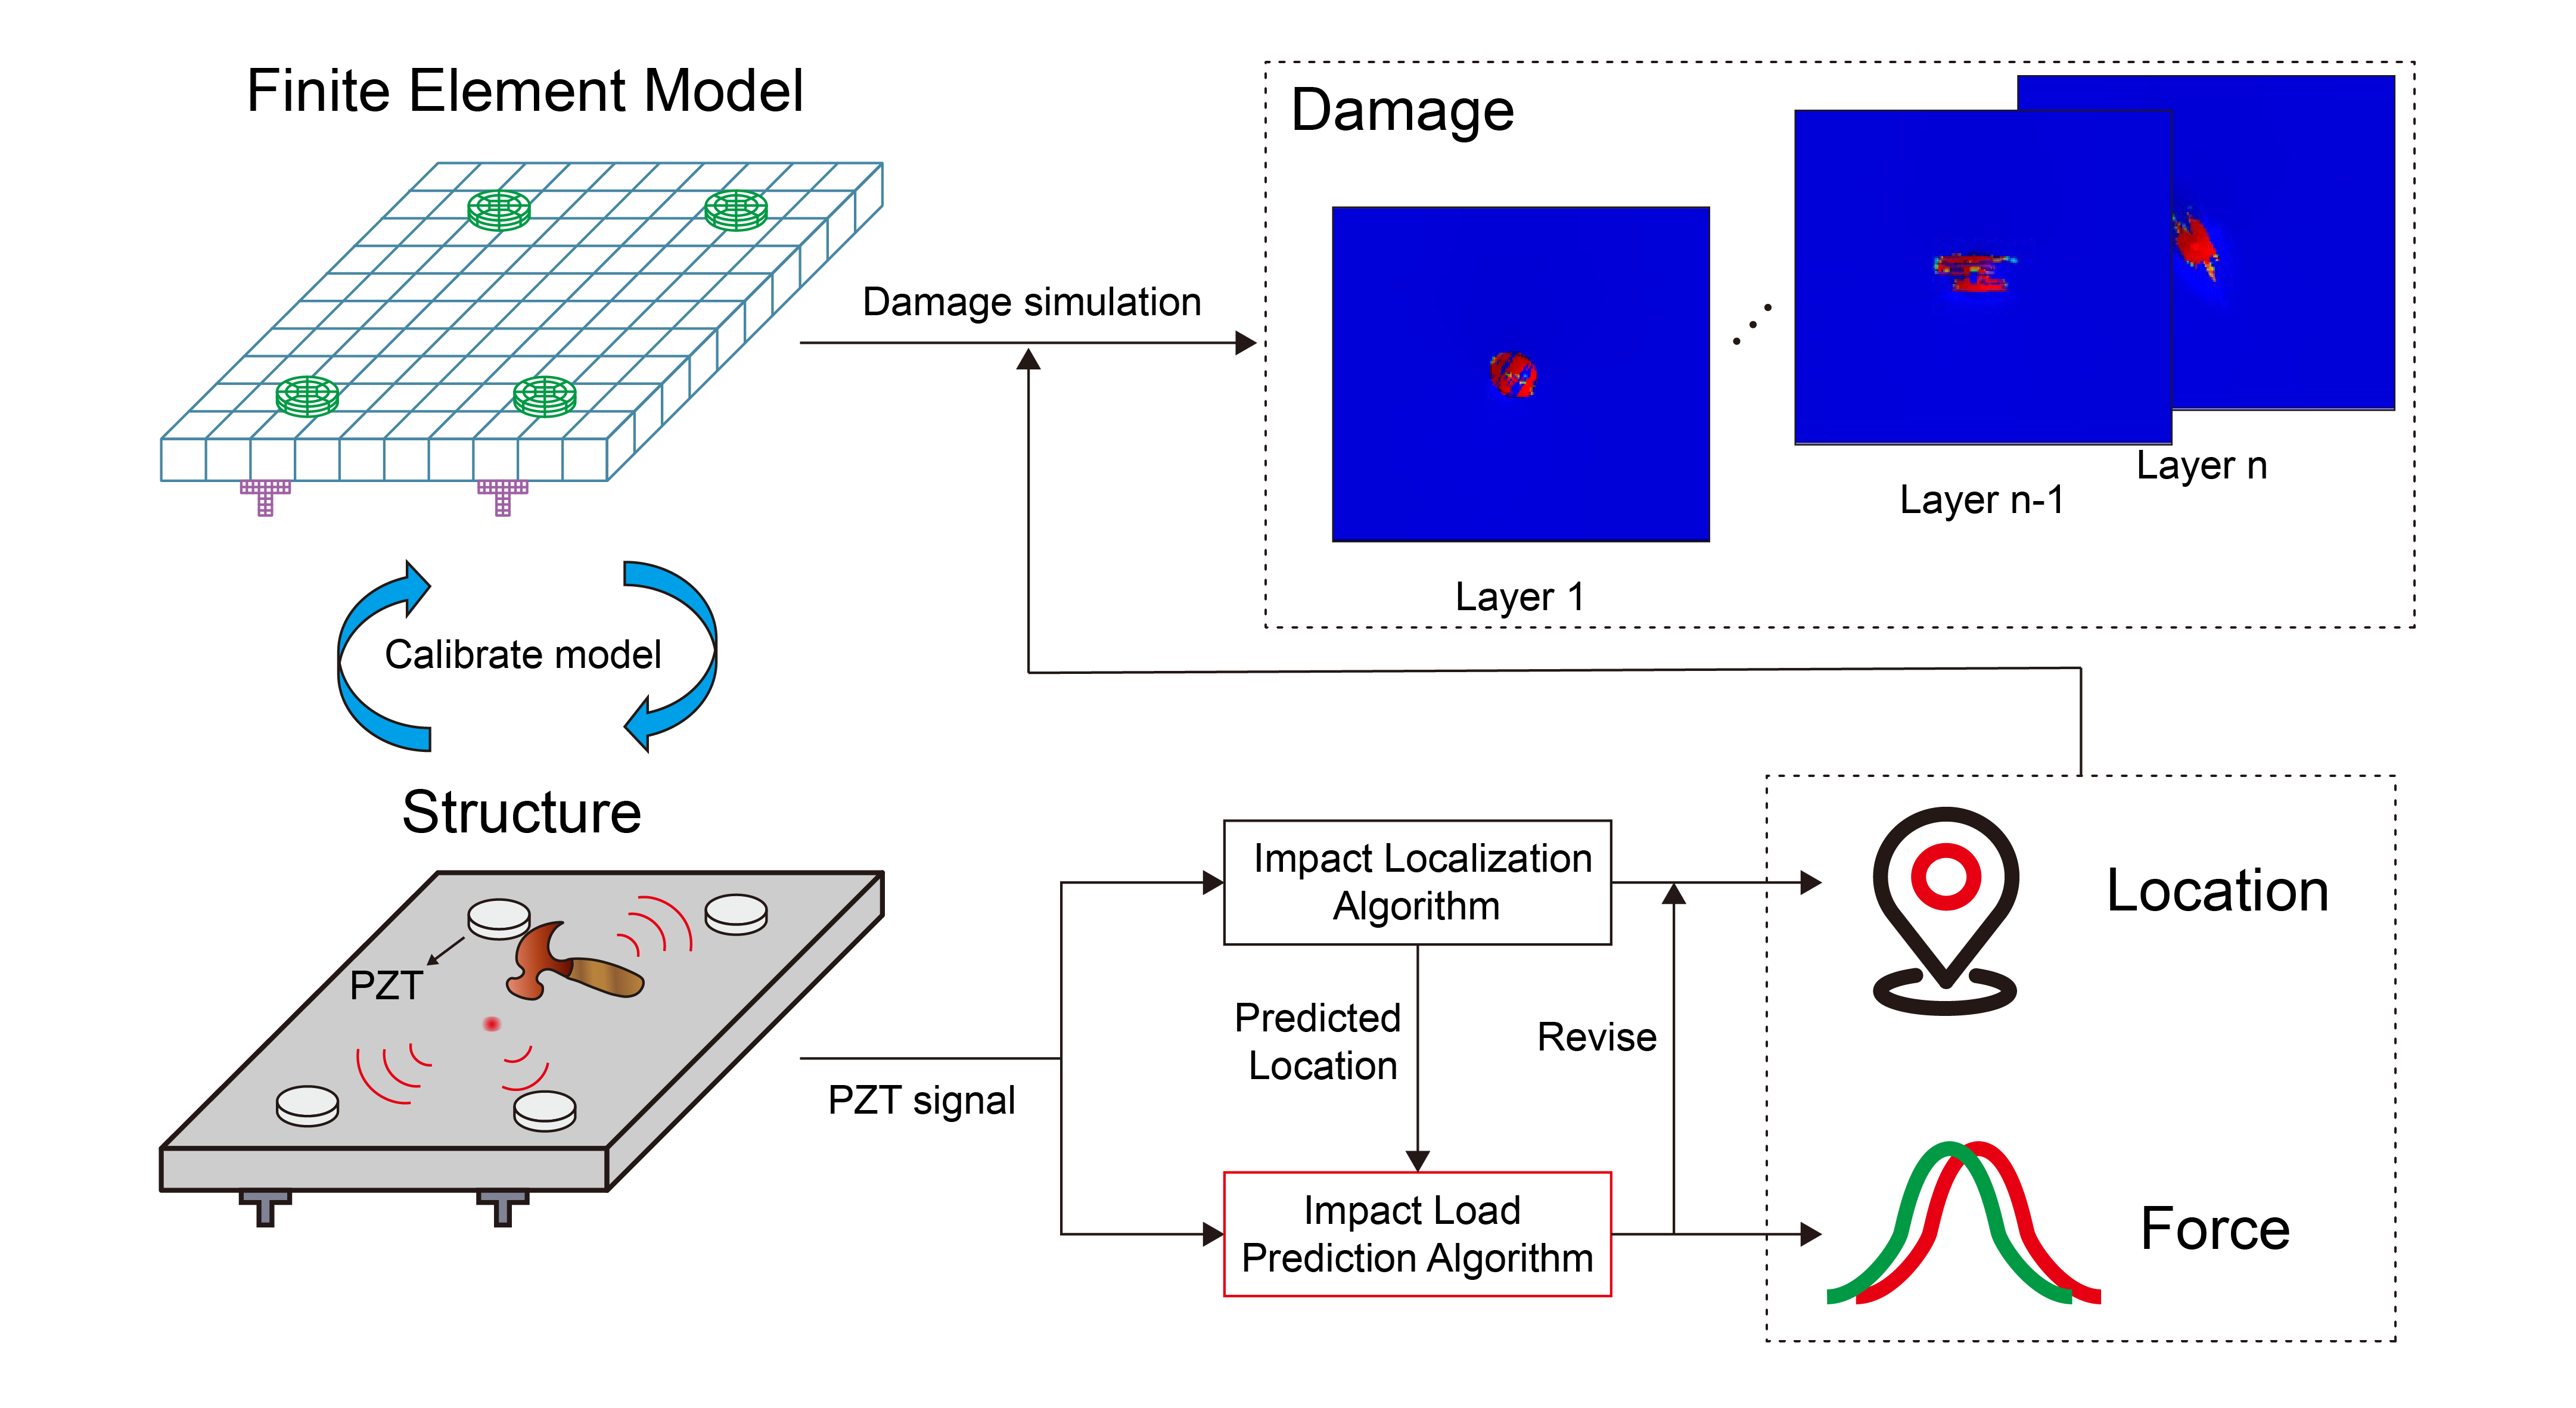 Finite Element Model
Damage
Damage simulation
Layer 1
Layer n-1
Layer n
Calibrate model
Structure
PZT
PZT signal
Impact Localization
Algorithm
Predicted
Location
Revise
Impact Load
Prediction Algorithm
Location
Force